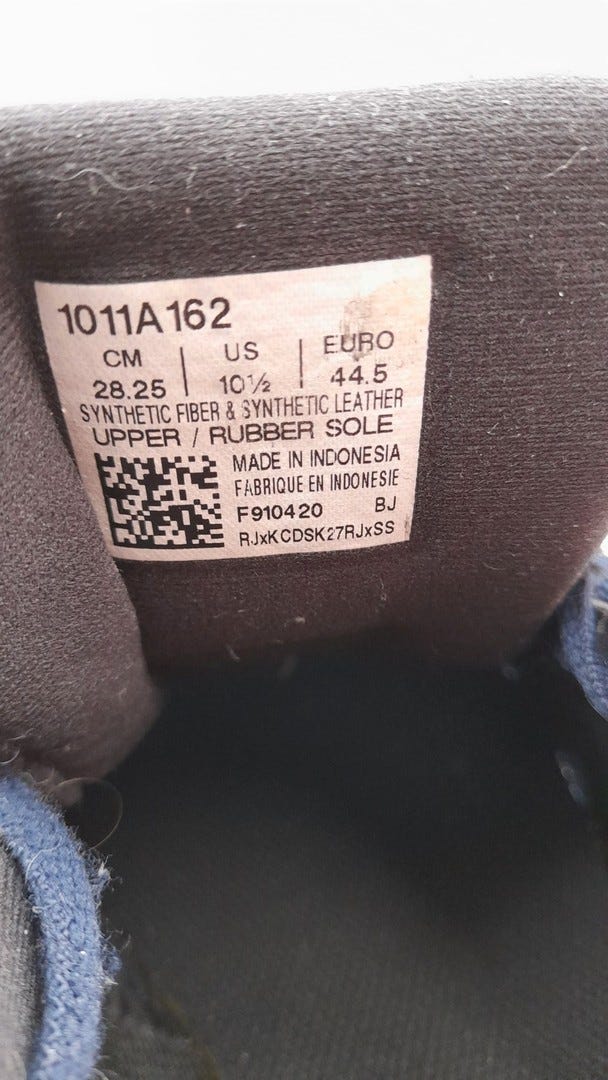 1011A162
CM | US | EURO
28.25 | 10½ | 44.5
SYNTHETIC FIBER & SYNTHETIC LEATHER
UPPER / RUBBER SOLE
MADE IN INDONESIA
FABRIQUE EN INDONESIE
F910420 BJ
RJxKCDSK27RJxSS